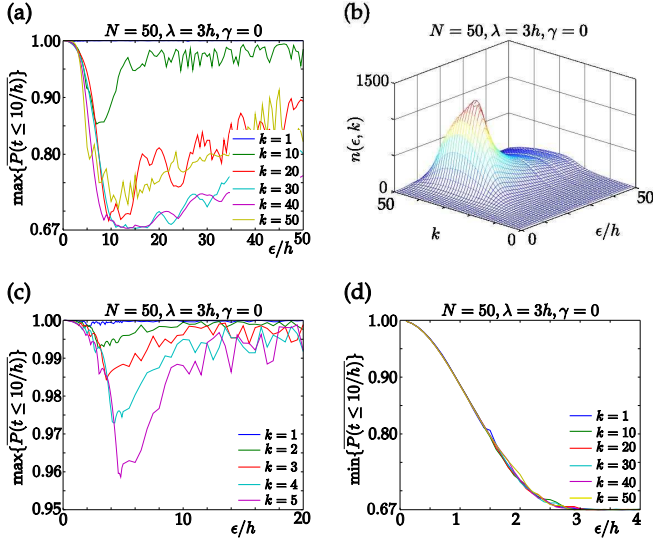 (a)
N = 50, λ = 3h, γ = 0
1.00
0.90
0.80
0.67
max{P(t ≤ 10/h)}
0 10 20 30 40 50
ϵ/h
k = 1
k = 10
k = 20
k = 30
k = 40
k = 50
(b)
N = 50, λ = 3h, γ = 0
1500
0
n(ϵ, k)
50
k
0
0
ϵ/h
50
(c)
N = 50, λ = 3h, γ = 0
1.00
0.99
0.98
0.97
0.96
0.95
max{P(t ≤ 10/h)}
0 10 20
ϵ/h
k = 1
k = 2
k = 3
k = 4
k = 5
(d)
N = 50, λ = 3h, γ = 0
1.00
0.90
0.80
0.67
min{P(t ≤ 10/h)}
0 1 2 3 4
ϵ/h
k = 1
k = 10
k = 20
k = 30
k = 40
k = 50